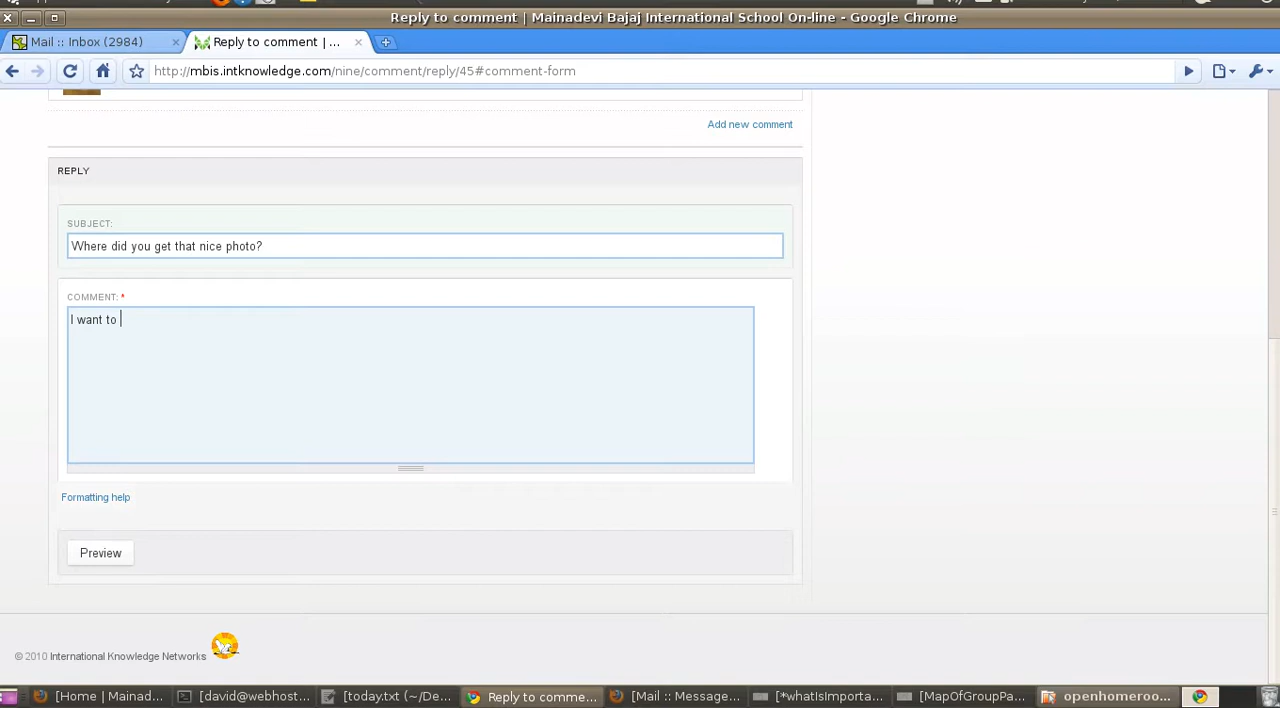 Reply to comment | Mainadevi Bajaj International School On-line - Google Chrome
Mail :: Inbox (2984)
Reply to comment | ...
http://mbis.intknowledge.com/nine/comment/reply/45#comment-form
Add new comment
REPLY
SUBJECT:
Where did you get that nice photo?
COMMENT: *
I want to
Formatting help
Preview
© 2010 International Knowledge Networks
[Home | Mainad...
[david@webhost...
[today.txt (~/De...
Reply to comme...
[Mail :: Message...
[*whatIsImporta...
[MapOfGroupPa...
openhomeroo...